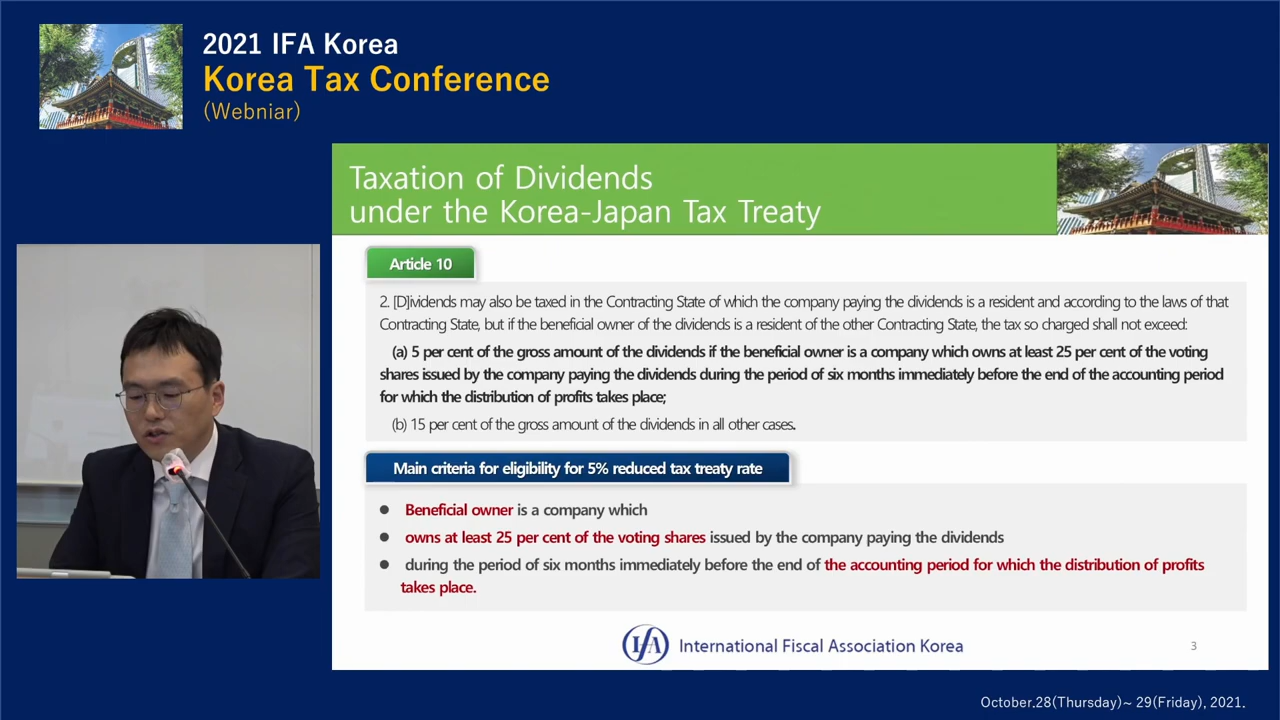 2021 IFA Korea
Korea Tax Conference
(Webniar)
Taxation of Dividends
under the Korea-Japan Tax Treaty
Article 10
2. [D]ividends may also be taxed in the Contracting State of which the company paying the dividends is a resident and according to the laws of that
Contracting State, but if the beneficial owner of the dividends is a resident of the other Contracting State, the tax so charged shall not exceed:
(a) 5 per cent of the gross amount of the dividends if the beneficial owner is a company which owns at least 25 per cent of the voting
shares issued by the company paying the dividends during the period of six months immediately before the end of the accounting period
for which the distribution of profits takes place;
(b) 15 per cent of the gross amount of the dividends in all other cases.
Main criteria for eligibility for 5% reduced tax treaty rate
● Beneficial owner is a company which
● owns at least 25 per cent of the voting shares issued by the company paying the dividends
● during the period of six months immediately before the end of the accounting period for which the distribution of profits
takes place.
IFA International Fiscal Association Korea
3
October.28(Thursday)~ 29(Friday), 2021.